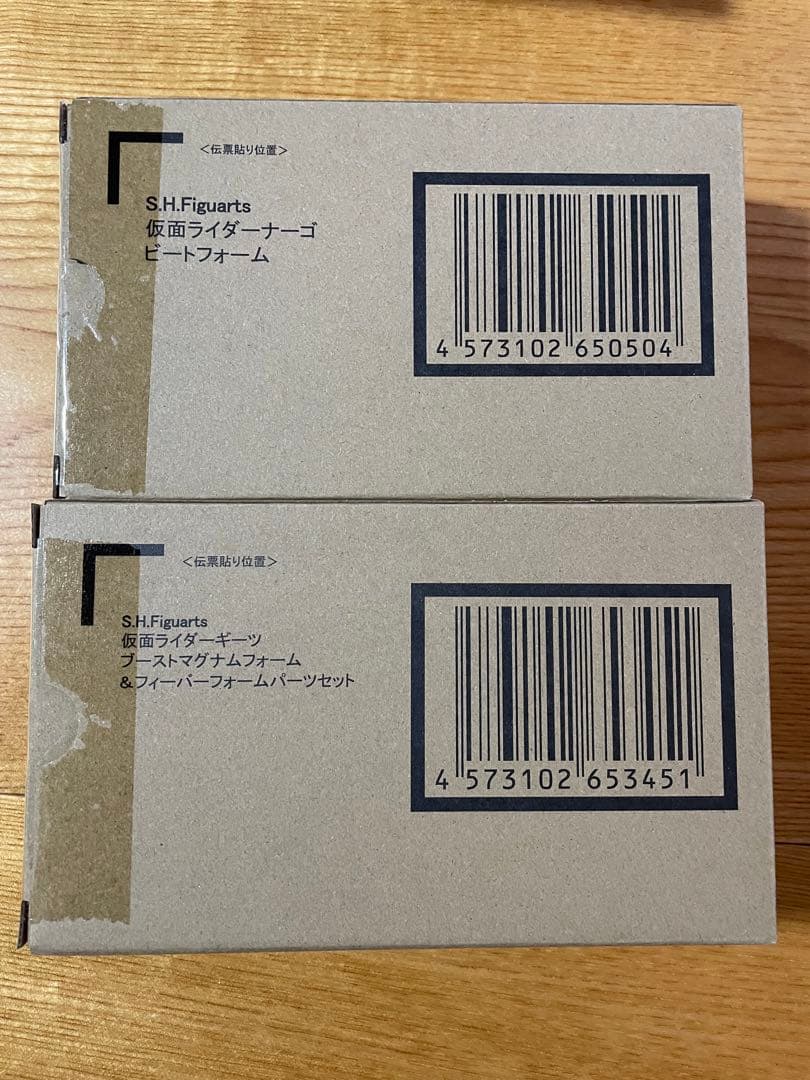 <伝票貼り位置>
S.H.Figuarts
仮面ライダーナーゴ
ビートフォーム
4 573102 650504
<伝票貼り位置>
S.H.Figuarts
仮面ライダーギーツ
ブーストマグナムフォーム
&フィーバーフォームパーツセット
4 573102 653451